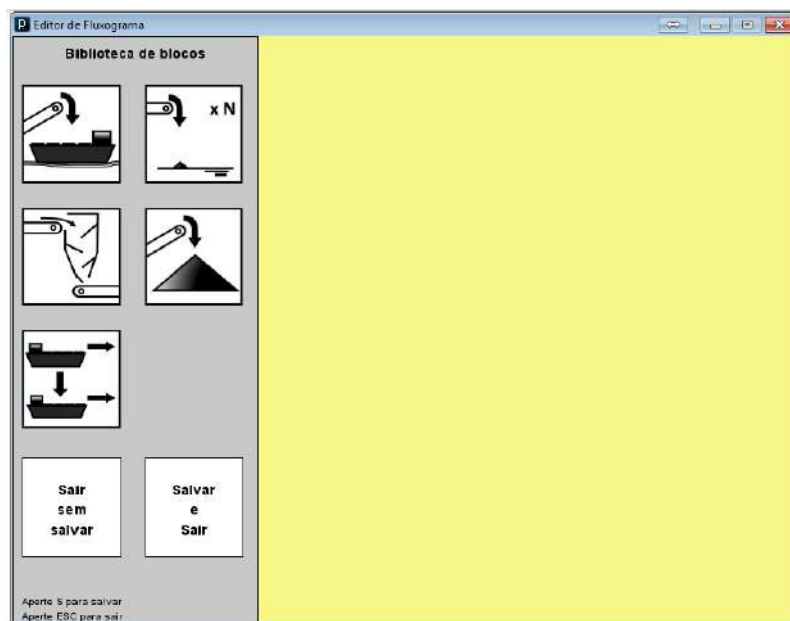 P Editor de Fluxograma
Biblioteca de blocos
x N
Sair
sem
salvar
Salvar
e
Sair
Aperte S para salvar
Aperte ESC para sair